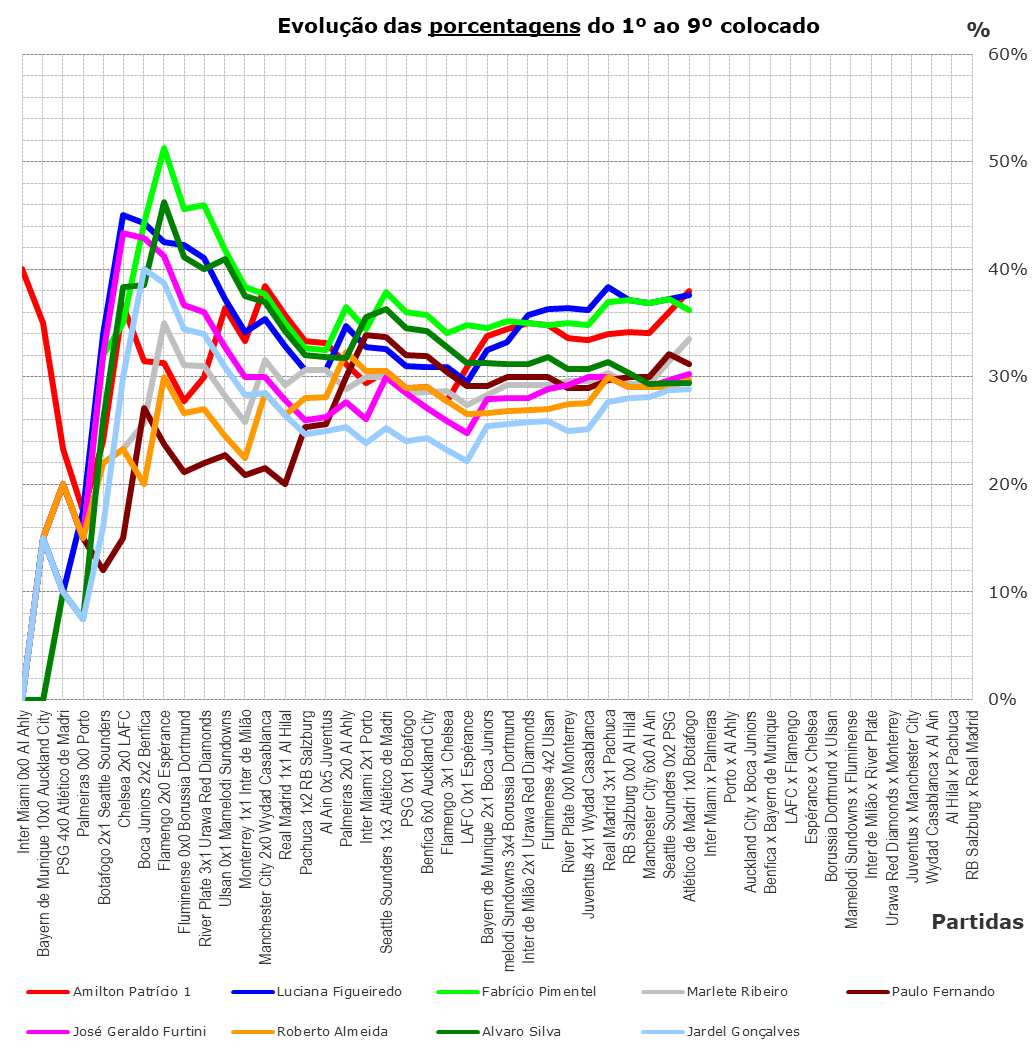 Evolução das porcentagens do 1º ao 9º colocado
%
60%
50%
40%
30%
20%
10%
0%
Inter Miami 0x0 Al Ahly
Bayern de Munique 10x0 Auckland City
PSG 4x0 Atlético de Madri
Palmeiras 0x0 Porto
Botafogo 2x1 Seattle Sounders
Chelsea 2x0 LAFC
Boca Juniors 2x2 Benfica
Flamengo 2x0 Espérance
Fluminense 0x0 Borussia Dortmund
River Plate 3x1 Urawa Red Diamonds
Ulsan 0x1 Mamelodi Sundowns
Monterrey 1x1 Inter de Milão
Manchester City 2x0 Wydad Casablanca
Real Madrid 1x1 Al Hilal
Pachuca 1x2 RB Salzburg
Al Ain 0x5 Juventus
Palmeiras 2x0 Al Ahly
Inter Miami 2x1 Porto
Seattle Sounders 1x3 Atlético de Madri
PSG 0x1 Botafogo
Benfica 6x0 Auckland City
Flamengo 3x1 Chelsea
LAFC 0x1 Espérance
Bayern de Munique 2x1 Boca Juniors
melodi Sundowns 3x4 Borussia Dortmund
Inter de Milão 2x1 Urawa Red Diamonds
Fluminense 4x2 Ulsan
River Plate 0x0 Monterrey
Juventus 4x1 Wydad Casablanca
Real Madrid 3x1 Pachuca
RB Salzburg 0x0 Al Hilal
Manchester City 6x0 Al Ain
Seattle Sounders 0x2 PSG
Atlético de Madri 1x0 Botafogo
Inter Miami x Palmeiras
Porto x Al Ahly
Auckland City x Boca Juniors
Benfica x Bayern de Munique
LAFC x Flamengo
Espérance x Chelsea
Borussia Dortmund x Ulsan
Mamelodi Sundowns x Fluminense
Inter de Milão x River Plate
Urawa Red Diamonds x Monterrey
Juventus x Manchester City
Wydad Casablanca x Al Ain
Al Hilal x Pachuca
RB Salzburg x Real Madrid
Partidas
Amilton Patrício 1
Luciana Figueiredo
Fabrício Pimentel
Marlete Ribeiro
Paulo Fernando
José Geraldo Furtini
Roberto Almeida
Alvaro Silva
Jardel Gonçalves